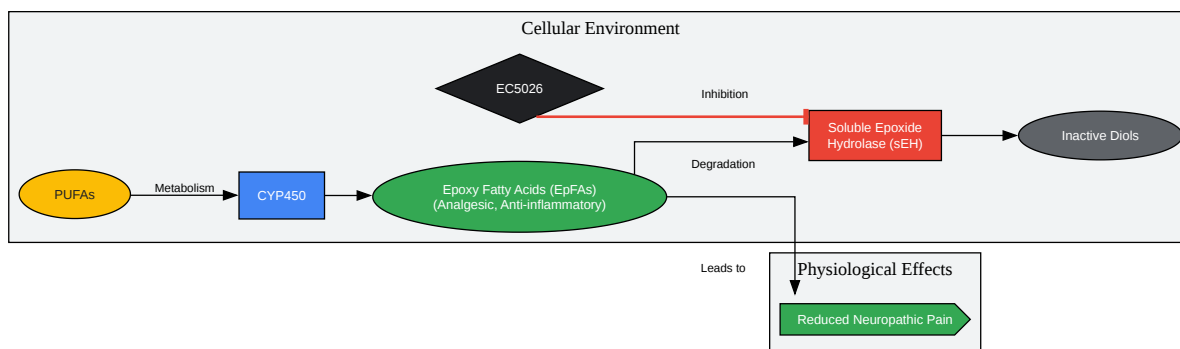 Cellular Environment
EC5026
Inhibition
Soluble Epoxide
Hydrolase (sEH)
Inactive Diols
Degradation
PUFAs
Metabolism
CYP450
Epoxy Fatty Acids (EpFAs)
(Analgesic, Anti-inflammatory)
Leads to
Physiological Effects
Reduced Neuropathic Pain